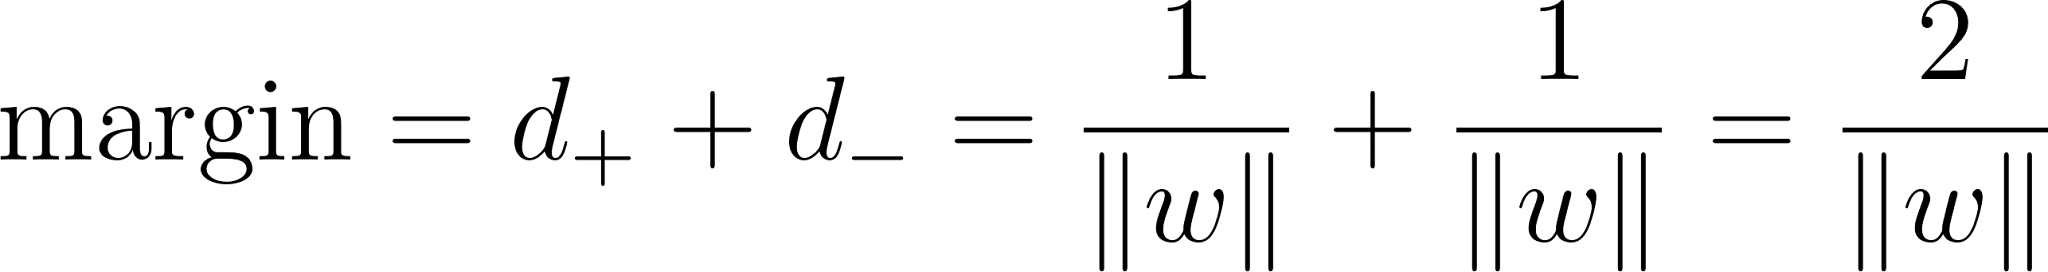 margin = d₊ + d₋ = 1/‖w‖ + 1/‖w‖ = 2/‖w‖